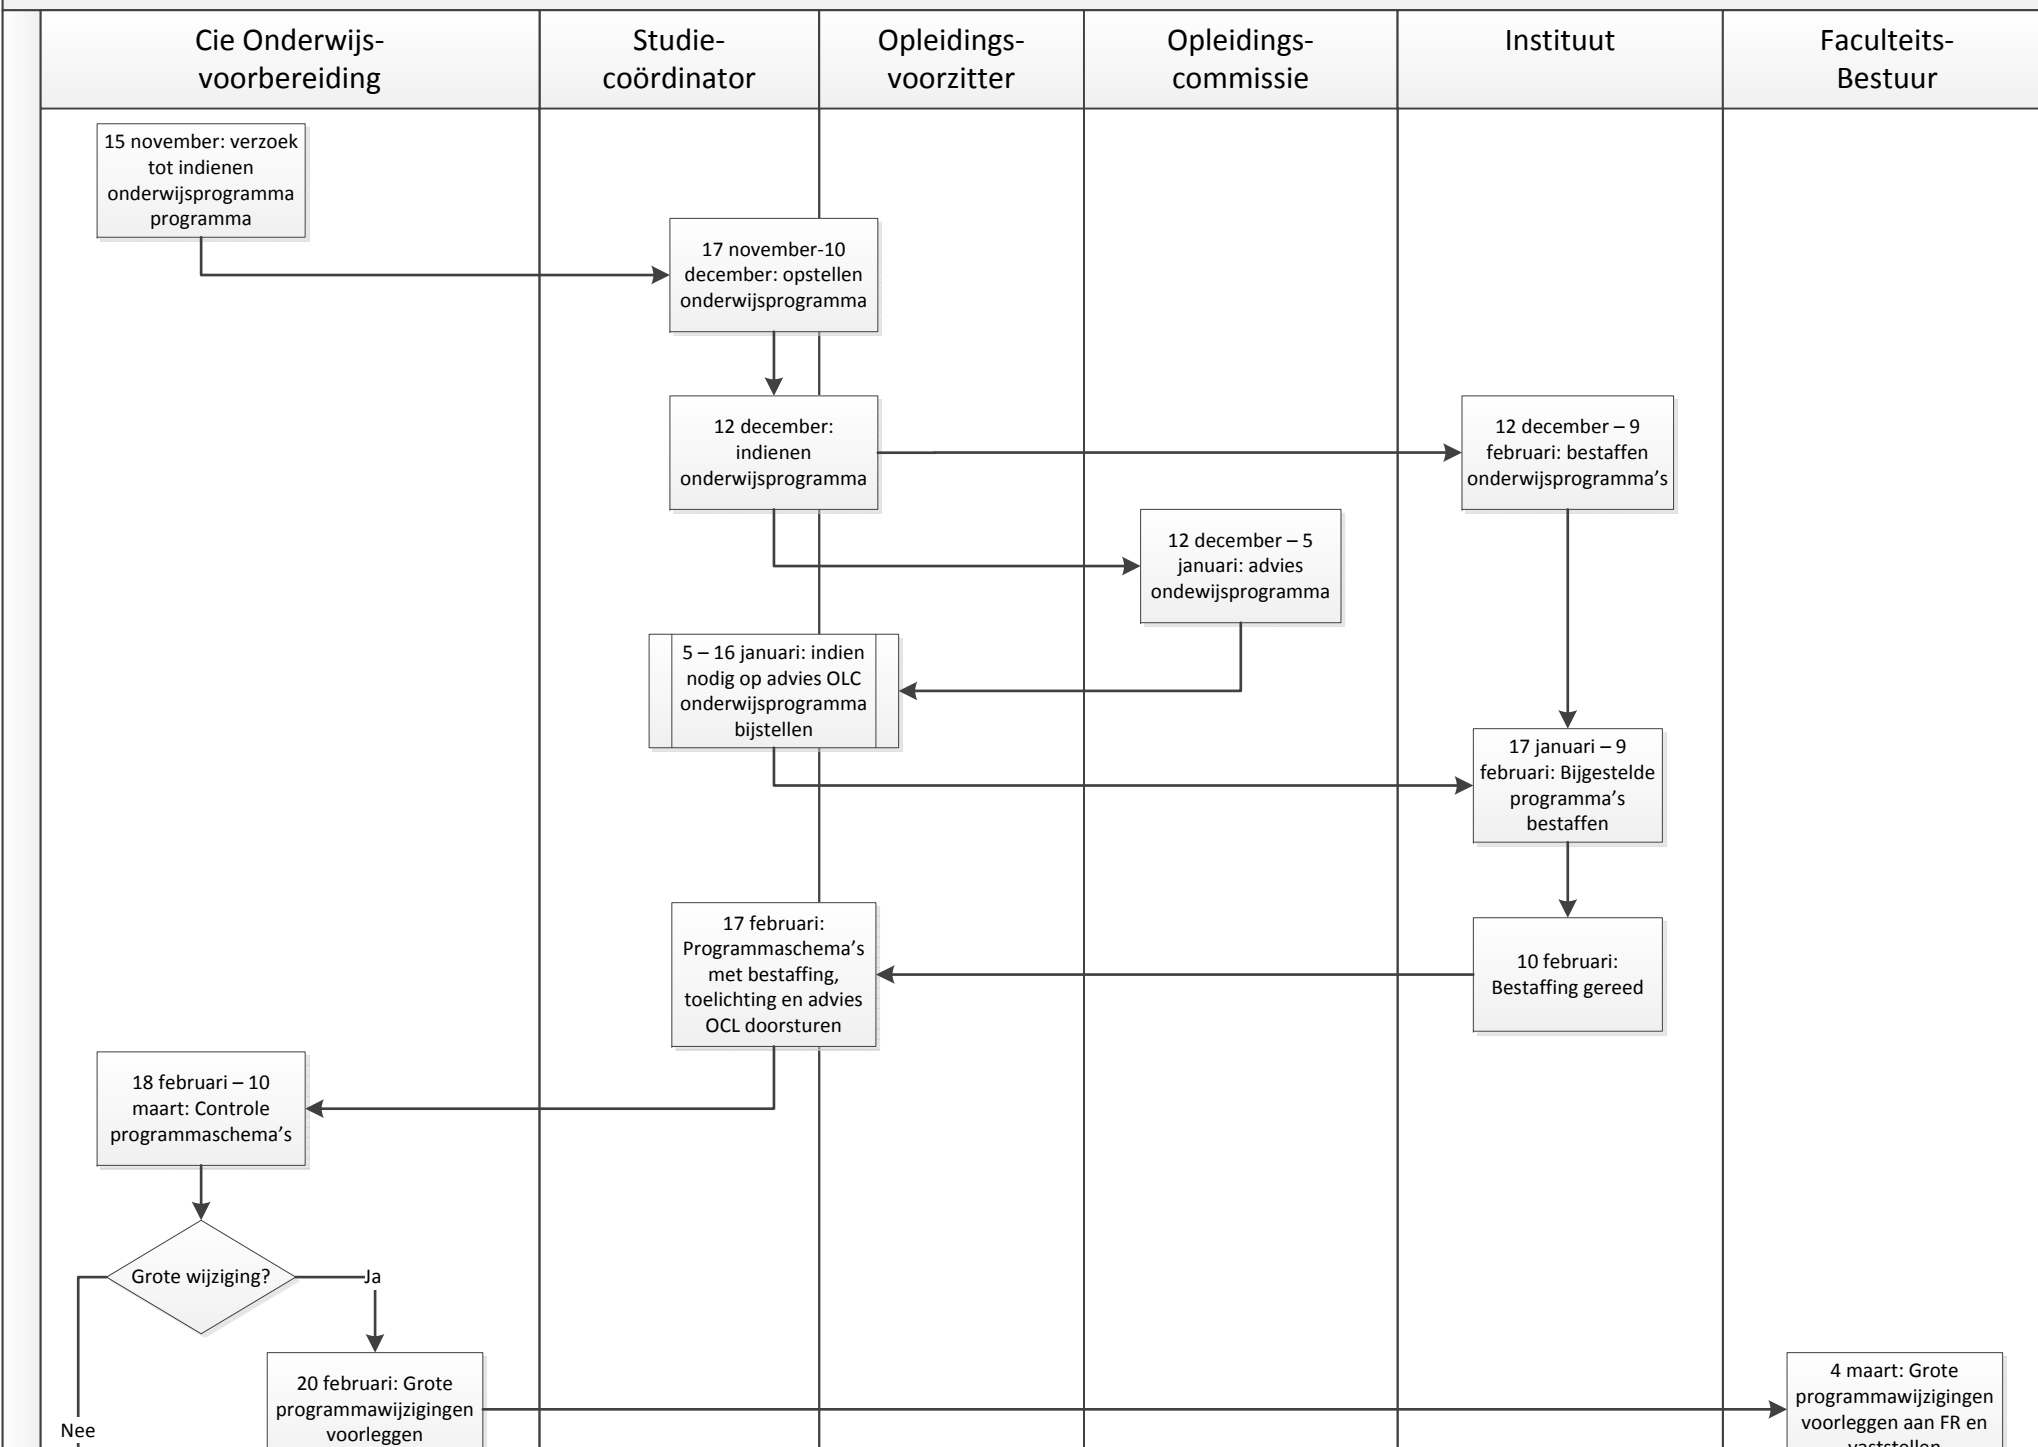 Cie Onderwijs-
voorbereiding
Studie-
coördinator
Opleidings-
voorzitter
Opleidings-
commissie
Instituut
Faculteits-
Bestuur
15 november: verzoek
tot indienen
onderwijsprogramma
programma
17 november-10
december: opstellen
onderwijsprogramma
12 december:
indienen
onderwijsprogramma
12 december – 9
februari: bestaffen
onderwijsprogramma’s
12 december – 5
januari: advies
ondewijsprogramma
5 – 16 januari: indien
nodig op advies OLC
onderwijsprogramma
bijstellen
17 januari – 9
februari: Bijgestelde
programma’s
bestaffen
17 februari:
Programmaschema’s
met bestaffing,
toelichting en advies
OCL doorsturen
10 februari:
Bestaffing gereed
18 februari – 10
maart: Controle
programmaschema’s
Grote wijziging?
Ja
Nee
20 februari: Grote
programmawijzigingen
voorleggen
4 maart: Grote
programmawijzigingen
voorleggen aan FR en